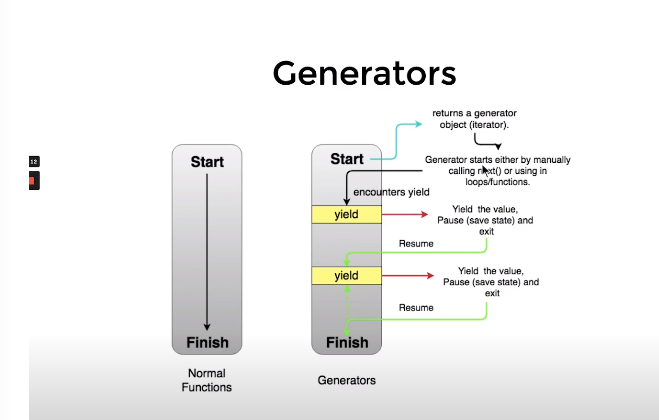 Generators
returns a generator
object (iterator).
12
Start
Start
Generator starts either by manually
calling next() or using in
loops/functions.
encounters yield
yield
Yield the value,
Pause (save state) and
exit
Resume
yield
Yield the value,
Pause (save state) and
exit
Resume
Finish
Finish
Normal
Functions
Generators